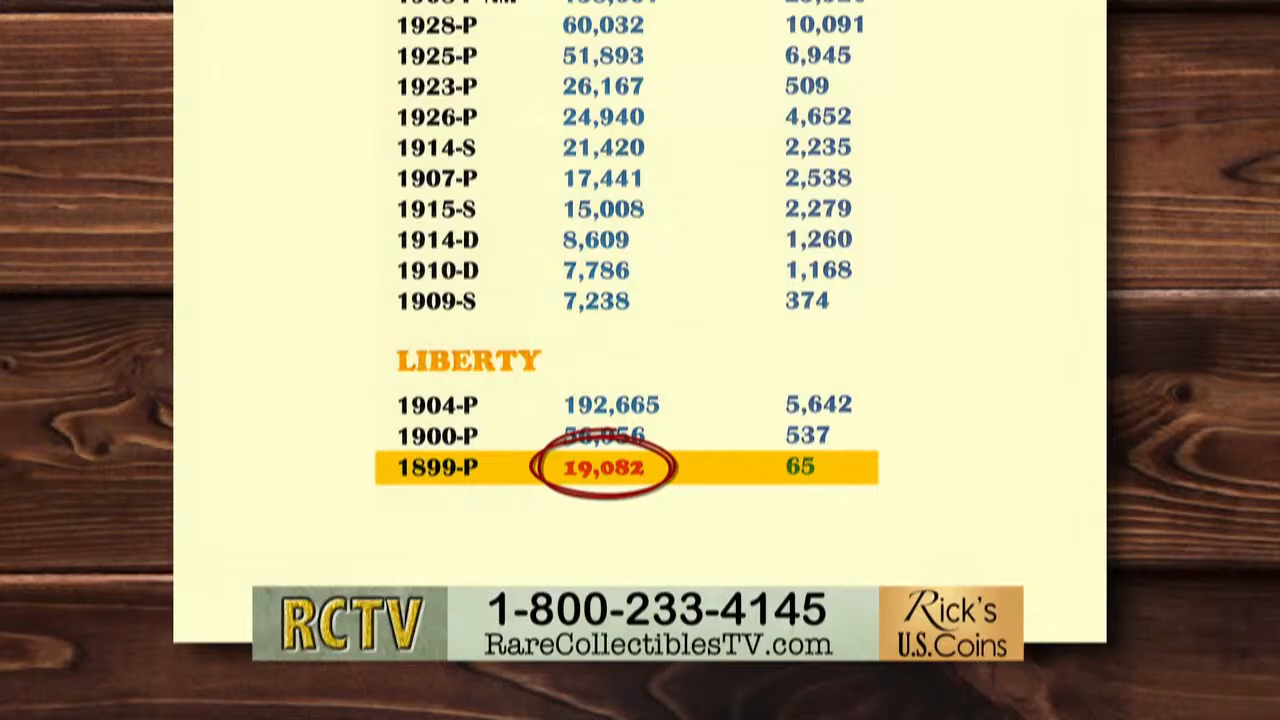 1928-P 60,032 10,091
1925-P 51,893 6,945
1923-P 26,167 509
1926-P 24,940 4,652
1914-S 21,420 2,235
1907-P 17,441 2,538
1915-S 15,008 2,279
1914-D 8,609 1,260
1910-D 7,786 1,168
1909-S 7,238 374
LIBERTY
1904-P 192,665 5,642
1900-P 537
1899-P 19,082 65
RCTV
1-800-233-4145
RareCollectiblesTV.com
Rick's
U.S. Coins